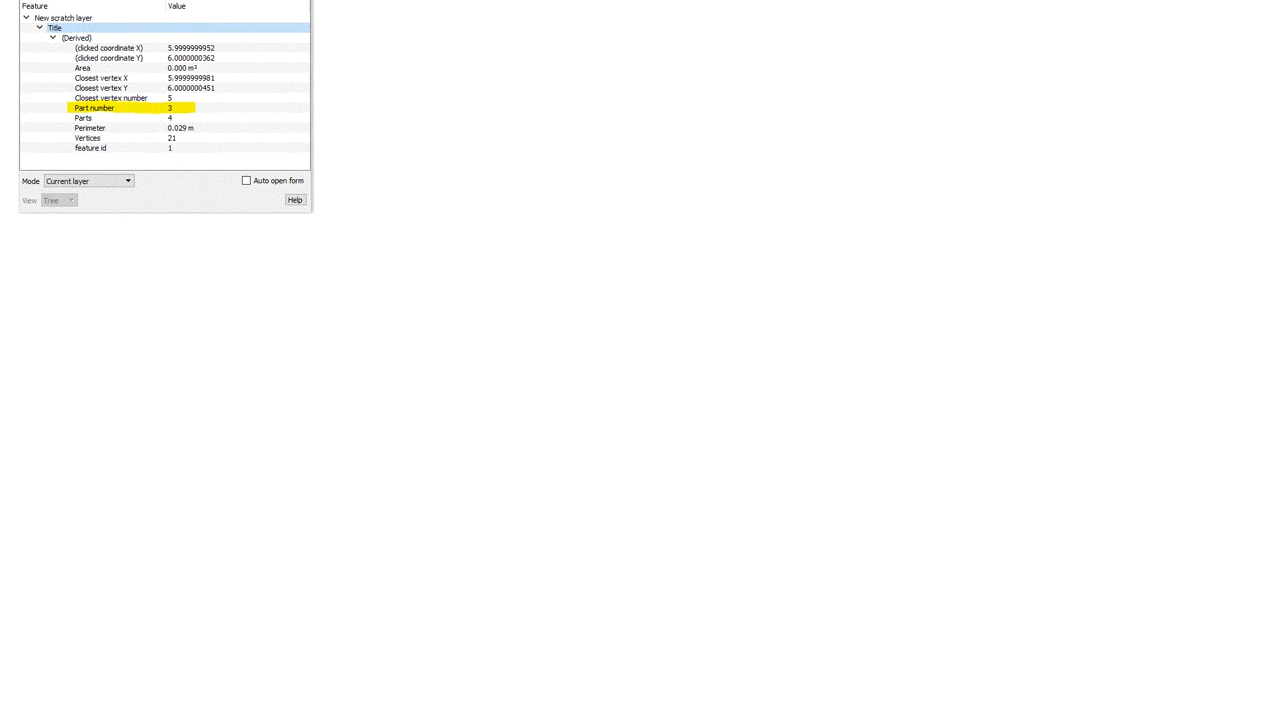 Feature Value
New scratch layer
Title
(Derived)
(clicked coordinate X) 5.9999999952
(clicked coordinate Y) 6.0000000362
Area 0.000 m²
Closest vertex X 5.9999999981
Closest vertex Y 6.0000000451
Closest vertex number 5
Part number 3
Parts 4
Perimeter 0.029 m
Vertices 21
feature id 1
Mode Current layer Auto open form
View Tree Help